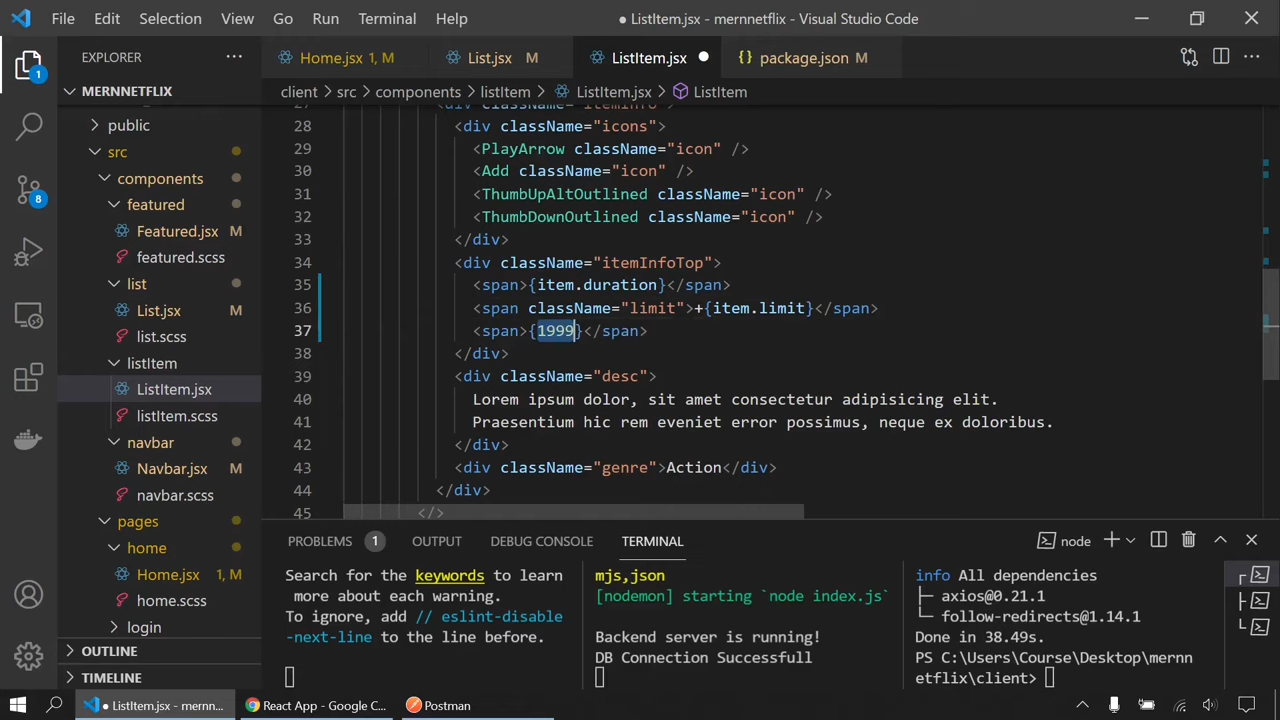 File Edit Selection View Go Run Terminal Help
● ListItem.jsx - mernnetflix - Visual Studio Code
EXPLORER
Home.jsx 1, M
List.jsx M
ListItem.jsx
{} package.json M
MERNNETFLIX
client > src > components > listItem > ListItem.jsx > ListItem
public
src
components
featured
Featured.jsx M
featured.scss
list
List.jsx M
list.scss
listItem
ListItem.jsx
listItem.scss
navbar
Navbar.jsx M
navbar.scss
pages
home
Home.jsx 1, M
home.scss
login
OUTLINE
TIMELINE
1
8
27 <div className="itemInfo">
28 <div className="icons">
29 <PlayArrow className="icon" />
30 <Add className="icon" />
31 <ThumbUpAltOutlined className="icon" />
32 <ThumbDownOutlined className="icon" />
33 </div>
34 <div className="itemInfoTop">
35 <span>{item.duration}</span>
36 <span className="limit">+{item.limit}</span>
37 <span>{1999}</span>
38 </div>
39 <div className="desc">
40 Lorem ipsum dolor, sit amet consectetur adipisicing elit.
41 Praesentium hic rem eveniet error possimus, neque ex doloribus.
42 </div>
43 <div className="genre">Action</div>
44 </div>
45 </>
PROBLEMS 1 OUTPUT DEBUG CONSOLE TERMINAL
node
Search for the keywords to learn
more about each warning.
To ignore, add // eslint-disable
-next-line to the line before.
mjs,json
[nodemon] starting `node index.js`
Backend server is running!
DB Connection Successfull
info All dependencies
├─ axios@0.21.1
└─ follow-redirects@1.14.1
Done in 38.49s.
PS C:\Users\Course\Desktop\mernn
etflix\client>
● ListItem.jsx - mernn...
React App - Google C...
Postman